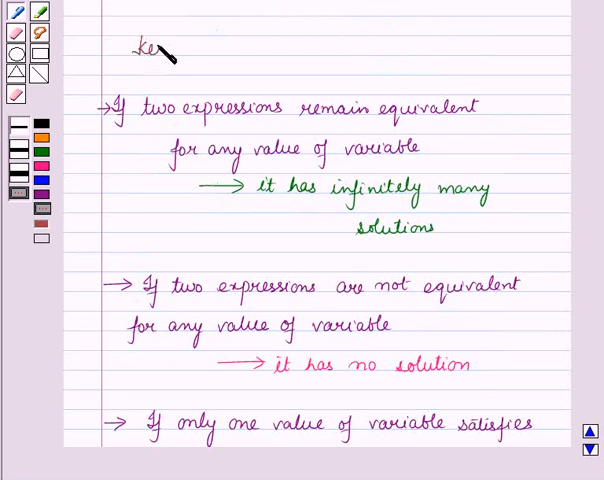 ke
→ If two expressions remain equivalent
for any value of variable
→ it has infinitely many
solutions
→ If two expressions are not equivalent
for any value of variable
→ it has no solution
→ If only one value of variable satisfies